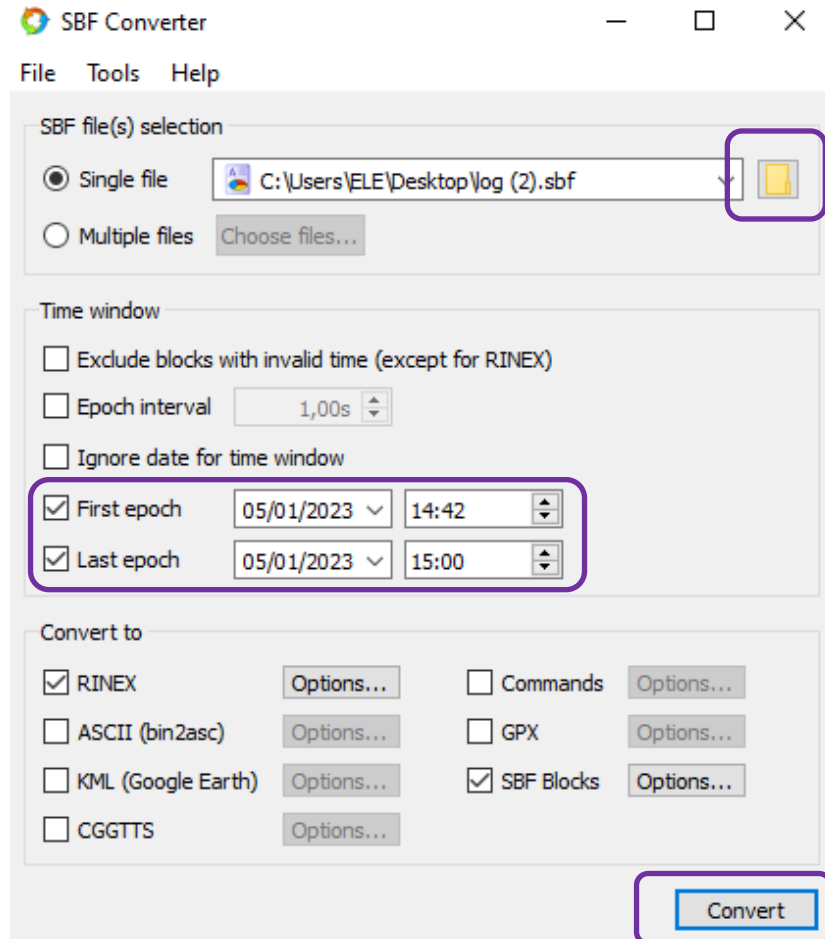 SBF Converter
File Tools Help
SBF file(s) selection
Single file C:\Users\ELE\Desktop\log (2).sbf
Multiple files Choose files...
Time window
Exclude blocks with invalid time (except for RINEX)
Epoch interval 1,00s
Ignore date for time window
First epoch 05/01/2023 14:42
Last epoch 05/01/2023 15:00
Convert to
RINEX Options... Commands Options...
ASCII (bin2asc) Options... GPX Options...
KML (Google Earth) Options... SBF Blocks Options...
CGGTTS Options...
Convert